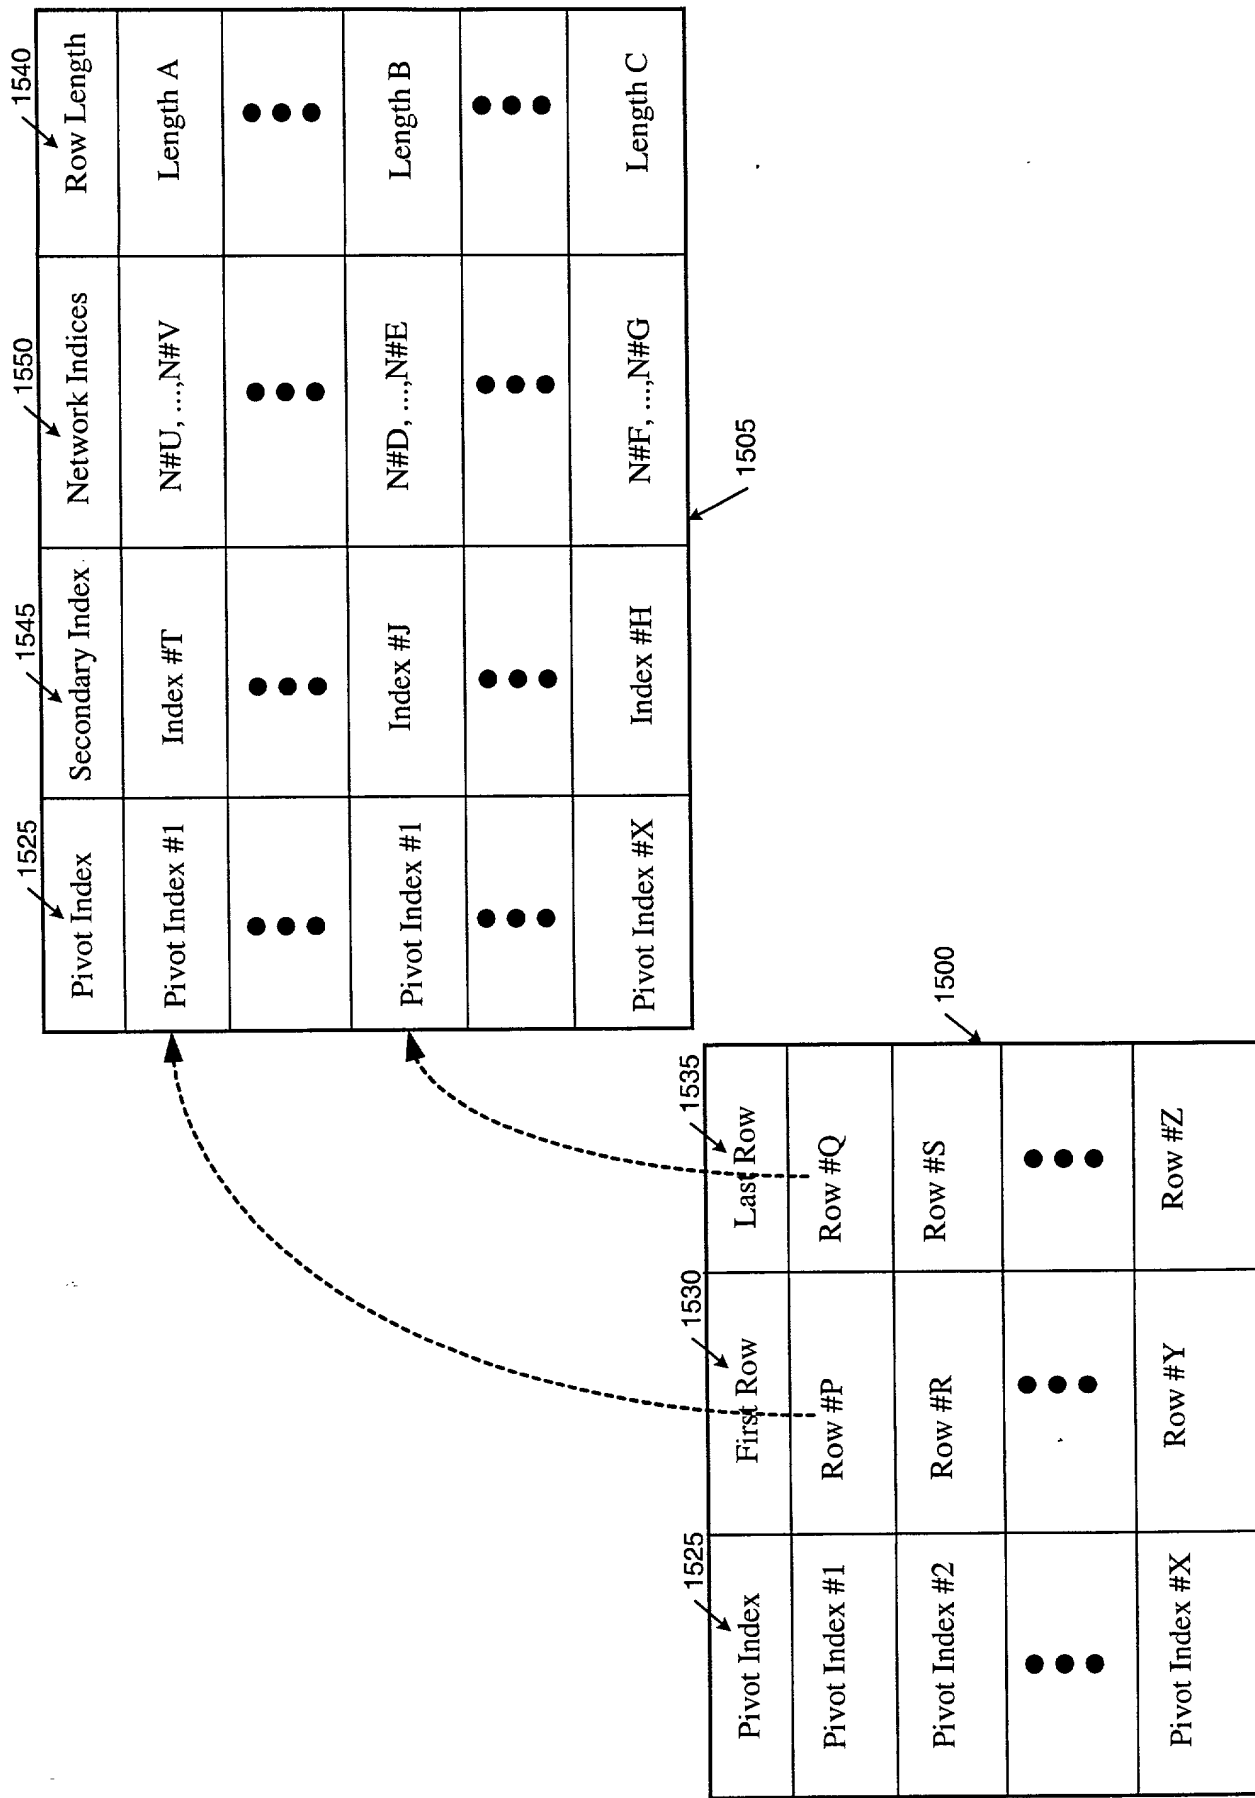 1525
1545
1550
1540
Pivot Index Secondary Index Network Indices Row Length
Pivot Index #1 Index #T N#U, ...,N#V Length A
Pivot Index #1 Index #J N#D, ...,N#E Length B
Pivot Index #X Index #H N#F, ...,N#G Length C
1505
1525
1530
1535
1500
Pivot Index First Row Last Row
Pivot Index #1 Row #P Row #Q
Pivot Index #2 Row #R Row #S
Pivot Index #X Row #Y Row #Z